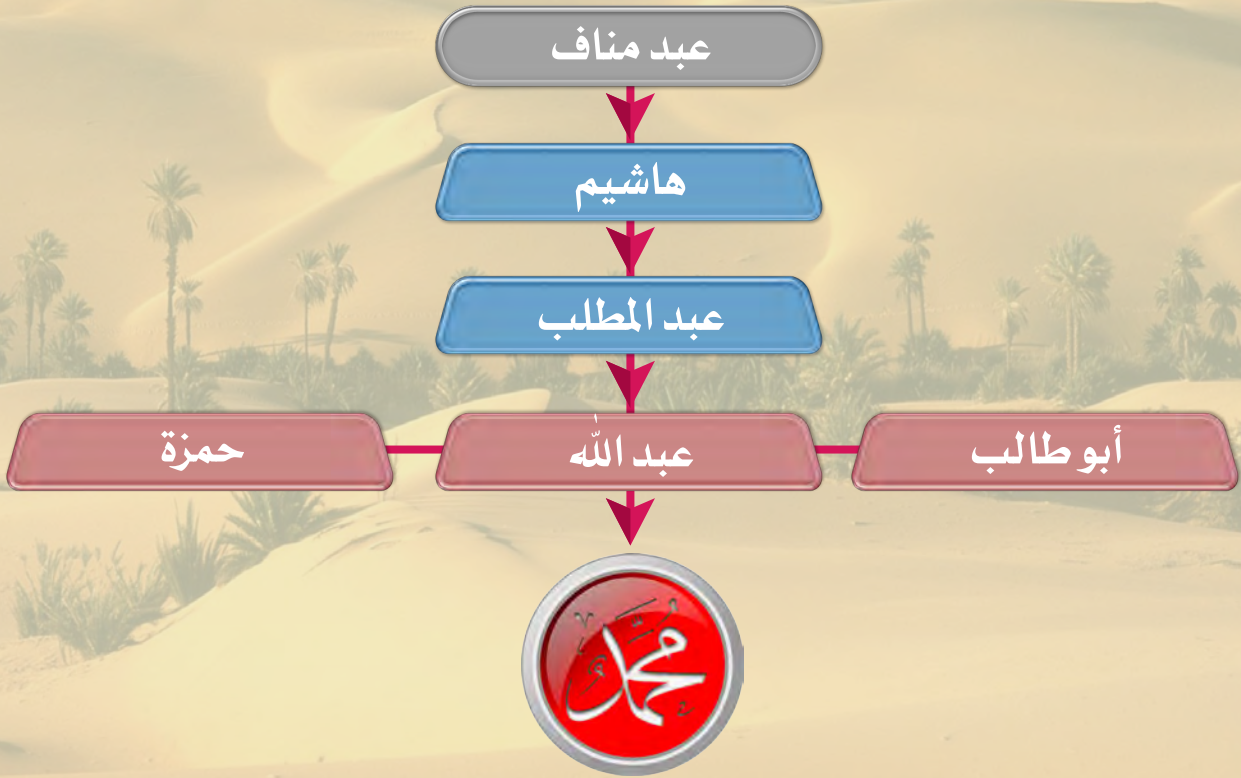 عبد مناف
هاشيم
عبد المطلب
أبو طالب
عبد الله
حمزة
محمد